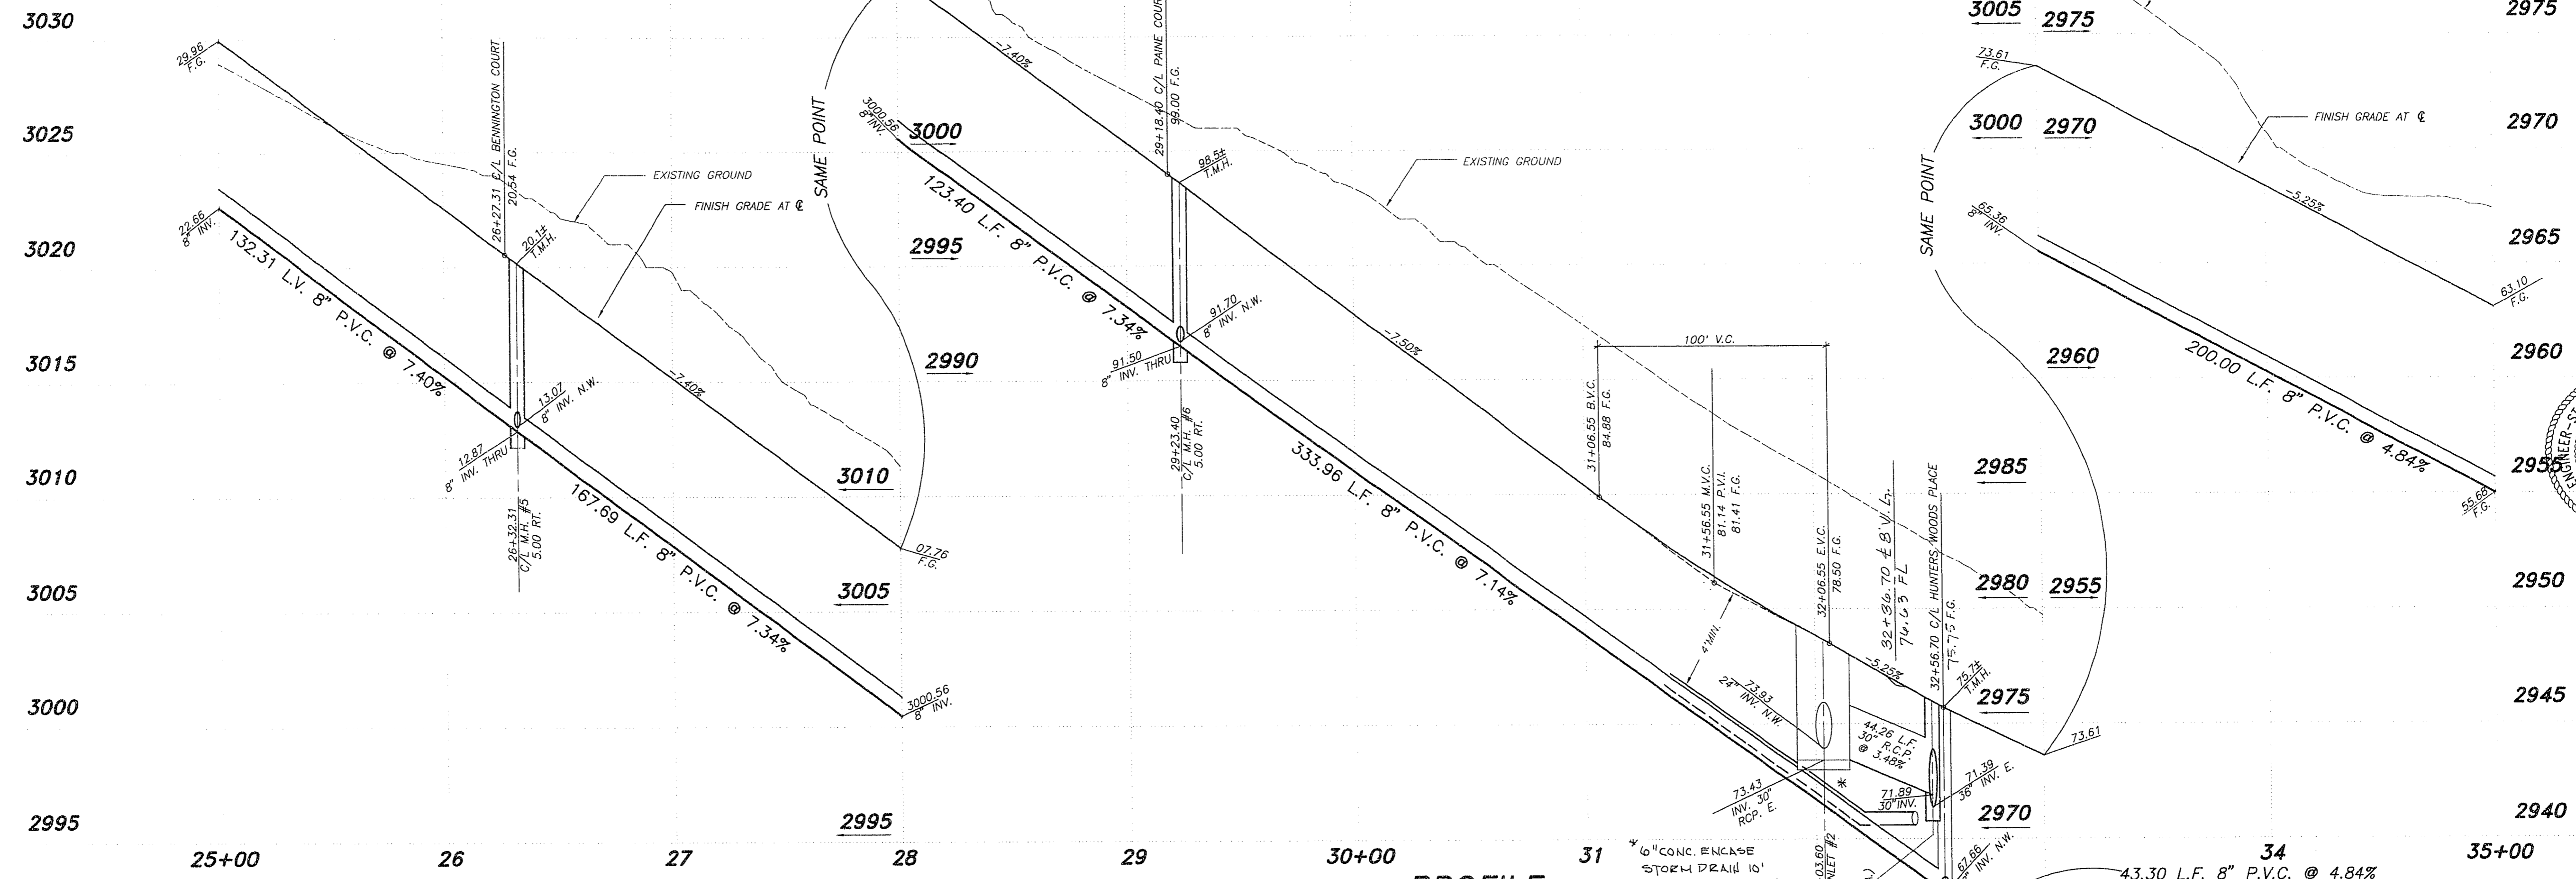 3030
3025
3020
3015
3010
3005
3000
2995
29.96
F.G.
22.66
8" INV.
132.31 L.V. 8" P.V.C. @ 7.40%
26+27.31 C/L BENNINGTON COURT
20.54 F.G.
20.1±
T.M.H.
EXISTING GROUND
FINISH GRADE AT ℄
-7.40%
13.07
8" INV. N.W.
12.87
8" INV. THRU
26+32.31
C/L M.H. #5
5.00 RT.
167.69 L.F. 8" P.V.C. @ 7.34%
07.76
F.G.
3000.56
8" INV.
SAME POINT
3010
3005
2995
3000
2995
2990
3000.56
8" INV.
-7.40%
123.40 L.F. 8" P.V.C. @ 7.34%
29+18.40 C/L PAINE COUR
99.00 F.G.
98.5±
T.M.H.
91.70
8" INV. N.W.
91.50
8" INV. THRU
29+23.40
C/L M.H. #6
5.00 RT.
EXISTING GROUND
-7.50%
333.96 L.F. 8" P.V.C. @ 7.14%
100' V.C.
31+06.55 B.V.C.
84.88 F.G.
31+56.55 M.V.C.
81.14 P.V.I.
81.41 F.G.
32+06.55 E.V.C.
78.50 F.G.
76.63 FL
32+56.70 C/L HUNTERS WOODS PLACE
75.75 F.G.
-5.25%
75.7±
T.M.H.
4' MIN.
73.93
24" INV. N.W.
44.26 L.F.
30" R.C.P.
@ 3.48%
*
73.43
INV. 30"
RCP. E.
71.89
30" INV.
71.39
36" INV. E.
67.66
INV. N.W.
73.61
* 6" CONC. ENCASE
STORM DRAIN 10'
03.60
NLET #2
SAME POINT
3005 2975
3000 2970
2965
2960
2985
2980 2955
2975
2970
73.61
F.G.
65.36
8" INV.
FINISH GRADE AT ℄
-5.25%
63.10
F.G.
200.00 L.F. 8" P.V.C. @ 4.84%
55.68
F.G.
2975
2970
2965
2960
2955
2950
2945
2940
25+00 26 27 28 29 30+00 31 34 35+00
PROFILE
43.30 L.F. 8" P.V.C. @ 4.84%